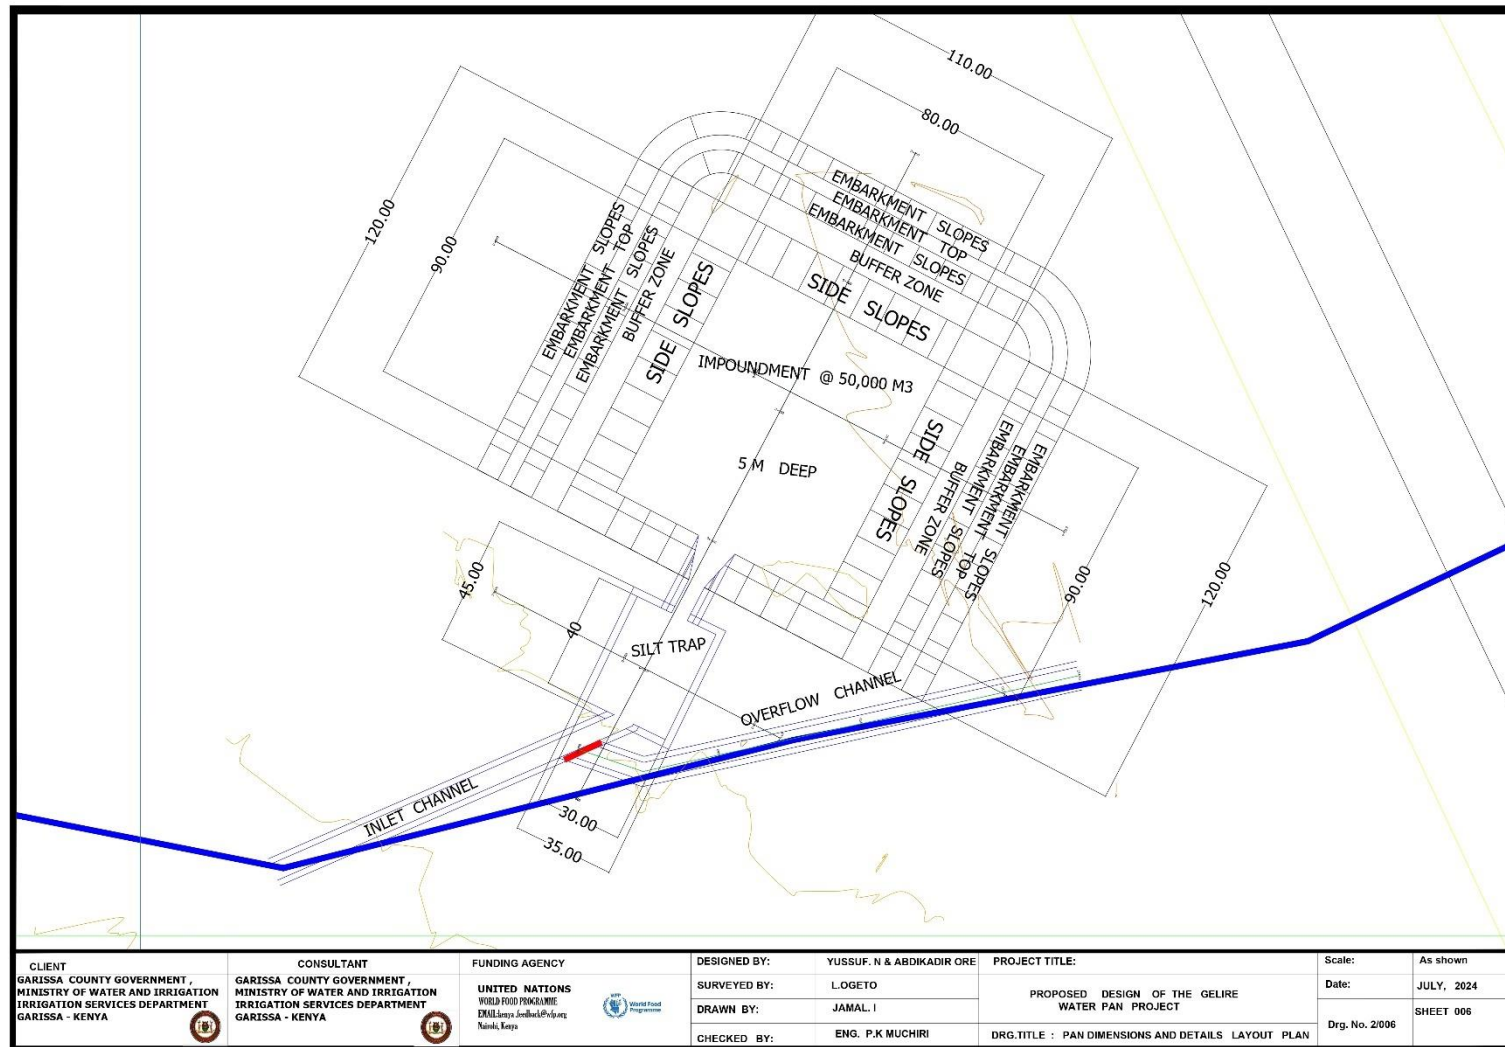 110.00
80.00
120.00
90.00
EMBARKMENT SLOPES
EMBARKMENT TOP
EMBARKMENT SLOPES
BUFFER ZONE
SIDE SLOPES
EMBARKMENT SLOPES
EMBARKMENT TOP
EMBARKMENT SLOPES
BUFFER ZONE
SIDE SLOPES
IMPOUNDMENT @ 50,000 M3
5 M DEEP
SIDE SLOPES
BUFFER ZONE
EMBARKMENT SLOPES
EMBARKMENT TOP
EMBARKMENT SLOPES
90.00
120.00
45.00
40
SILT TRAP
OVERFLOW CHANNEL
INLET CHANNEL
30.00
35.00
CLIENT
GARISSA COUNTY GOVERNMENT ,
MINISTRY OF WATER AND IRRIGATION
IRRIGATION SERVICES DEPARTMENT
GARISSA - KENYA
CONSULTANT
GARISSA COUNTY GOVERNMENT ,
MINISTRY OF WATER AND IRRIGATION
IRRIGATION SERVICES DEPARTMENT
GARISSA - KENYA
FUNDING AGENCY
UNITED NATIONS
WORLD FOOD PROGRAMME
EMAIL:kenya .feedback@wfp.org
Nairobi, Kenya
WFP
World Food
Programme
DESIGNED BY: YUSSUF. N & ABDIKADIR ORE
SURVEYED BY: L.OGETO
DRAWN BY: JAMAL. I
CHECKED BY: ENG. P.K MUCHIRI
PROJECT TITLE:
PROPOSED DESIGN OF THE GELIRE
WATER PAN PROJECT
DRG.TITLE : PAN DIMENSIONS AND DETAILS LAYOUT PLAN
Scale: As shown
Date: JULY, 2024
Drg. No. 2/006
SHEET 006